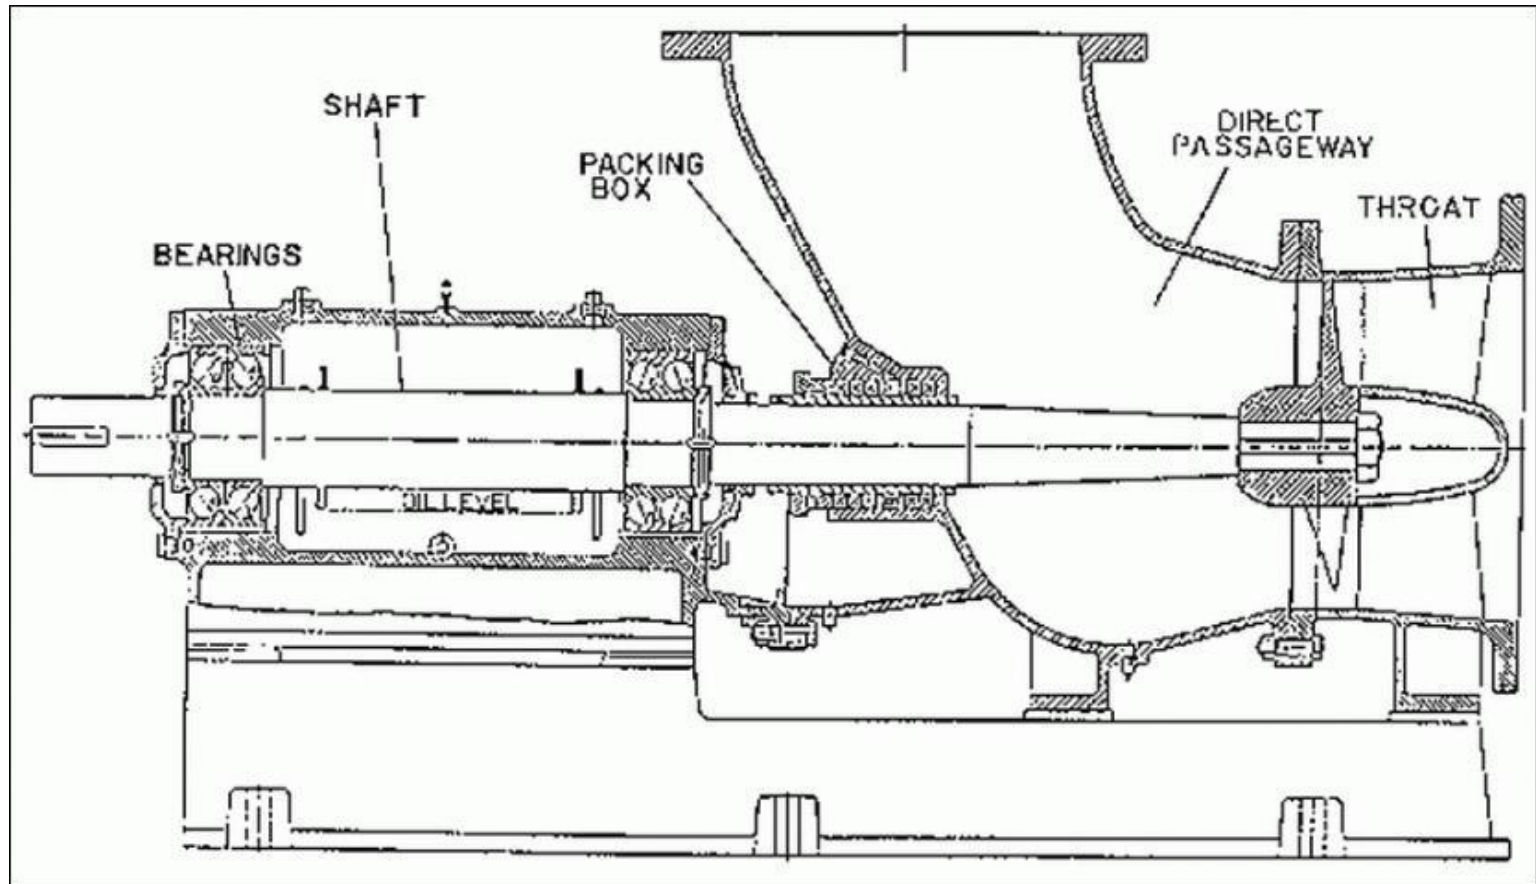 SHAFT
PACKING
BOX
DIRECT
PASSAGEWAY
THROAT
BEARINGS
OIL LEVEL